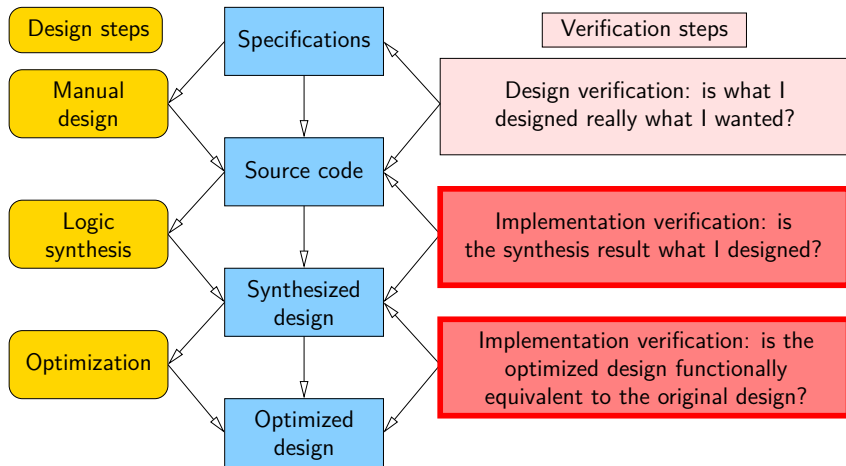 Design steps
Specifications
Verification steps
Manual
design
Design verification: is what I
designed really what I wanted?
Source code
Logic
synthesis
Implementation verification: is
the synthesis result what I designed?
Synthesized
design
Optimization
Implementation verification: is the
optimized design functionally
equivalent to the original design?
Optimized
design